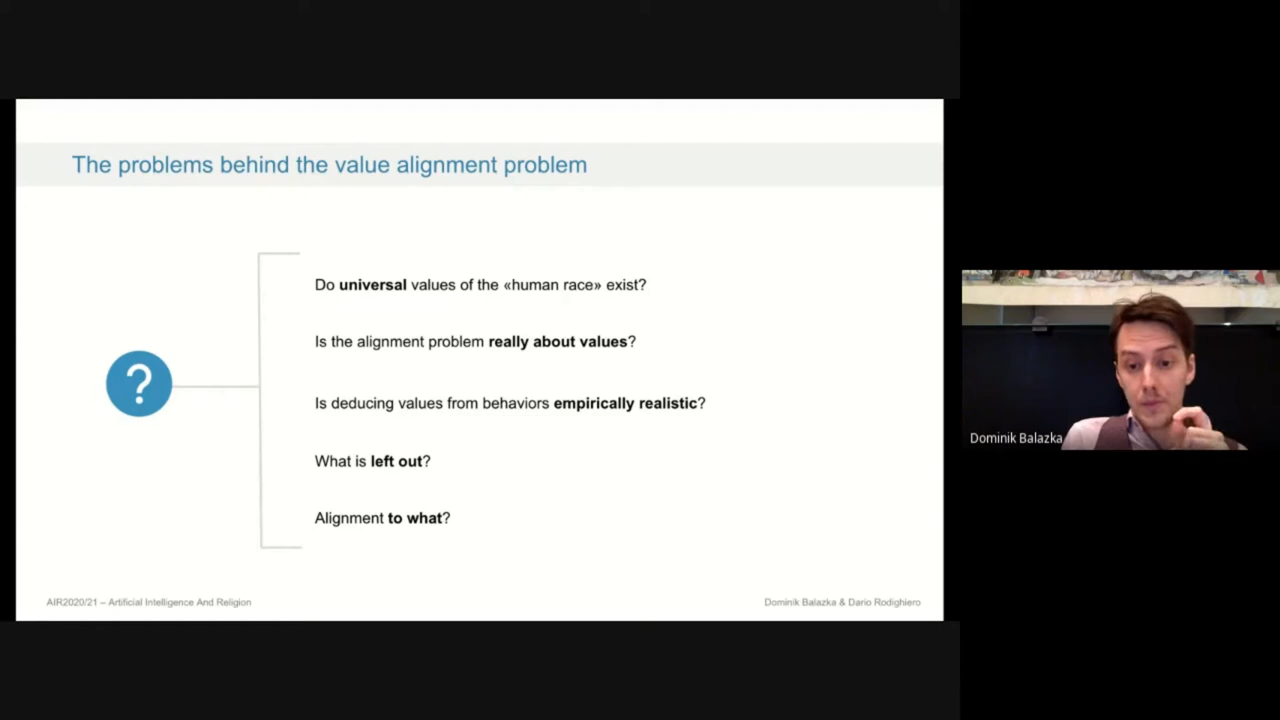 The problems behind the value alignment problem
?
Do universal values of the «human race» exist?
Is the alignment problem really about values?
Is deducing values from behaviors empirically realistic?
What is left out?
Alignment to what?
AIR2020/21 – Artificial Intelligence And Religion
Dominik Balazka & Dario Rodighiero
Dominik Balazka